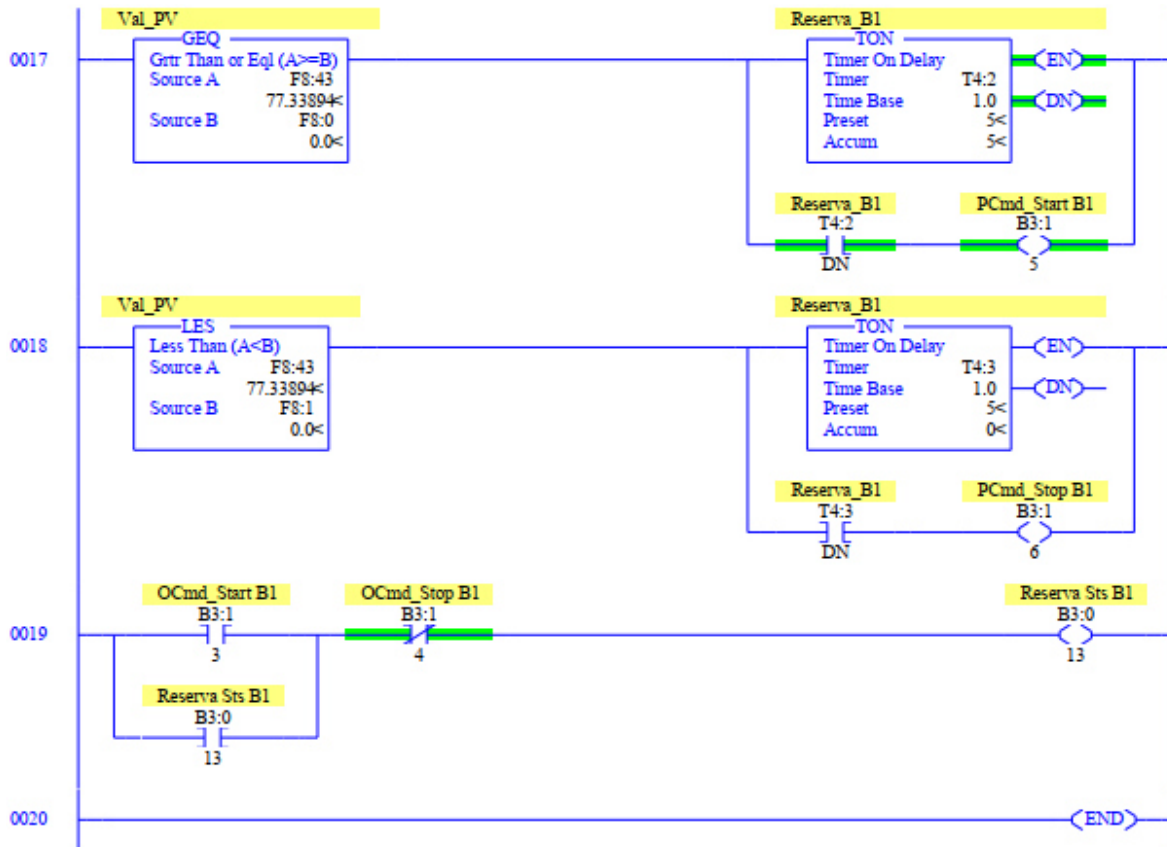 Val_PV
Reserva_B1
0017
GEQ
Grtr Than or Eql (A>=B)
Source A F8:43
77.33894<
Source B F8:0
0.0<
TON
Timer On Delay
Timer T4:2
Time Base 1.0
Preset 5<
Accum 5<
EN
DN
Reserva_B1
T4:2
DN
PCmd_Start B1
B3:1
5
Val_PV
Reserva_B1
0018
LES
Less Than (A<B)
Source A F8:43
77.33894<
Source B F8:1
0.0<
TON
Timer On Delay
Timer T4:3
Time Base 1.0
Preset 5<
Accum 0<
EN
DN
Reserva_B1
T4:3
DN
PCmd_Stop B1
B3:1
6
0019
OCmd_Start B1
B3:1
3
OCmd_Stop B1
B3:1
4
Reserva Sts B1
B3:0
13
Reserva Sts B1
B3:0
13
0020
END